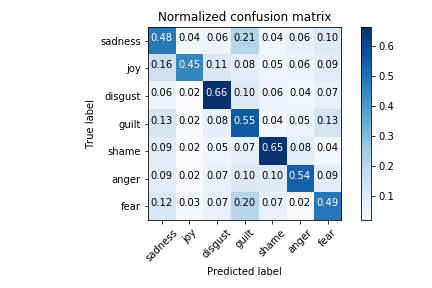 Normalized confusion matrix
sadness 0.48 0.04 0.06 0.21 0.04 0.06 0.10
joy 0.16 0.45 0.11 0.08 0.05 0.06 0.09
disgust 0.06 0.02 0.66 0.10 0.06 0.04 0.07
guilt 0.13 0.02 0.08 0.55 0.04 0.05 0.13
shame 0.09 0.02 0.05 0.07 0.65 0.08 0.04
anger 0.09 0.02 0.07 0.10 0.10 0.54 0.09
fear 0.12 0.03 0.07 0.20 0.07 0.02 0.49
sadness joy disgust guilt shame anger fear
True label
Predicted label
0.6
0.5
0.4
0.3
0.2
0.1